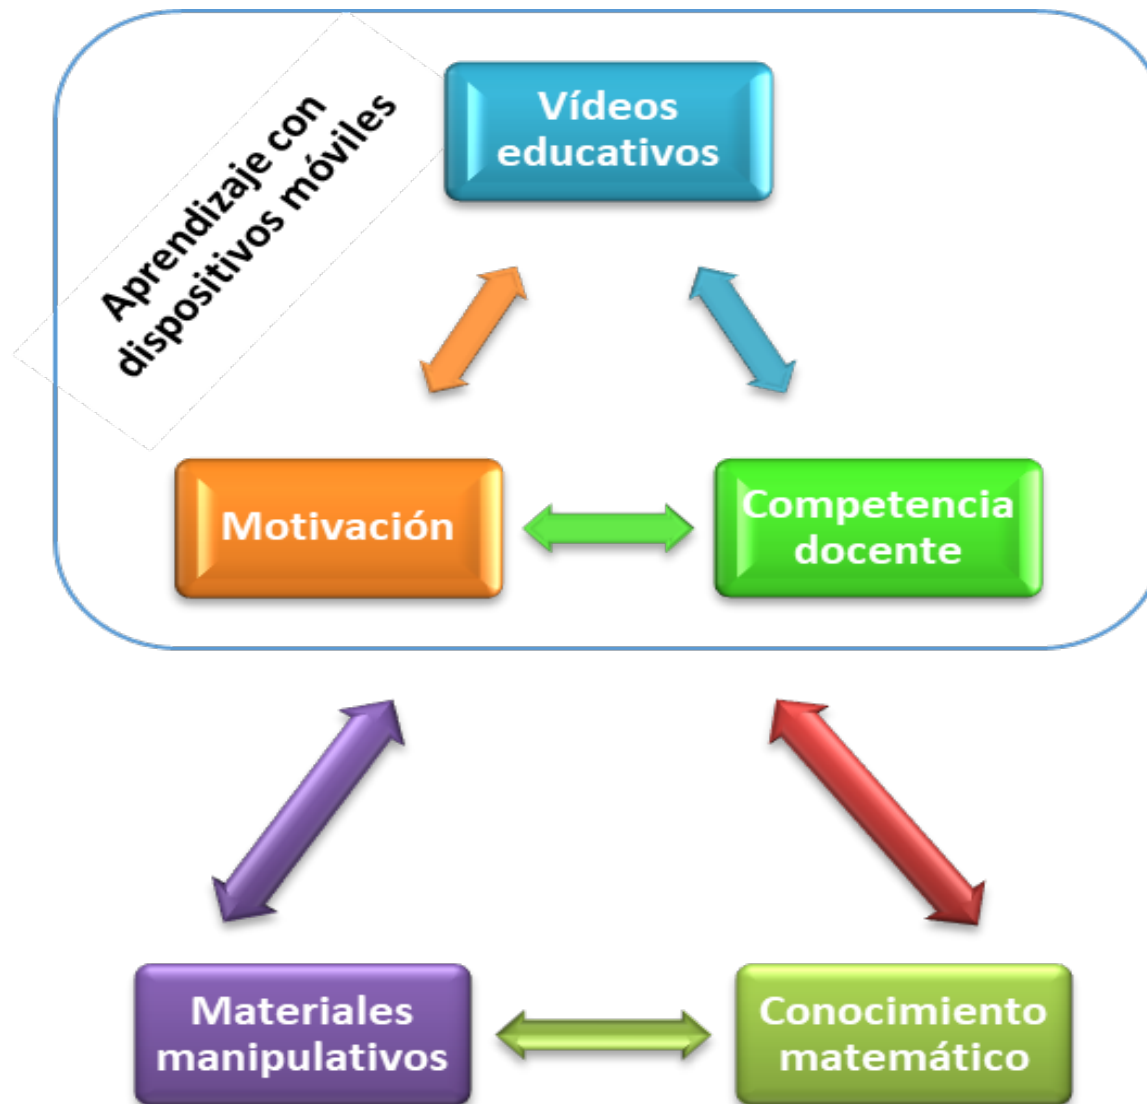 Aprendizaje con
dispositivos móviles
Vídeos
educativos
Motivación
Competencia
docente
Materiales
manipulativos
Conocimiento
matemático